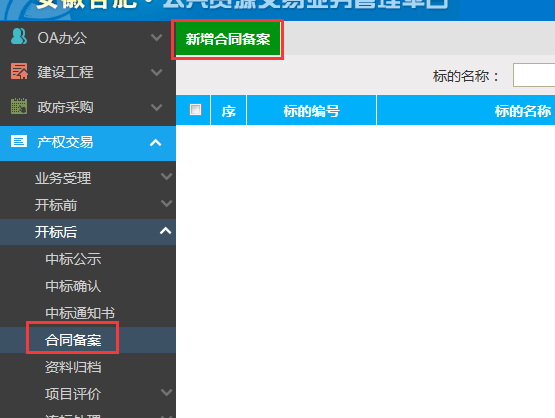 新增合同备案
OA办公
建设工程
标的名称：
政府采购
序 标的编号 标的名称
产权交易
业务受理
开标前
开标后
中标公示
中标确认
中标通知书
合同备案
资料归档
项目评价